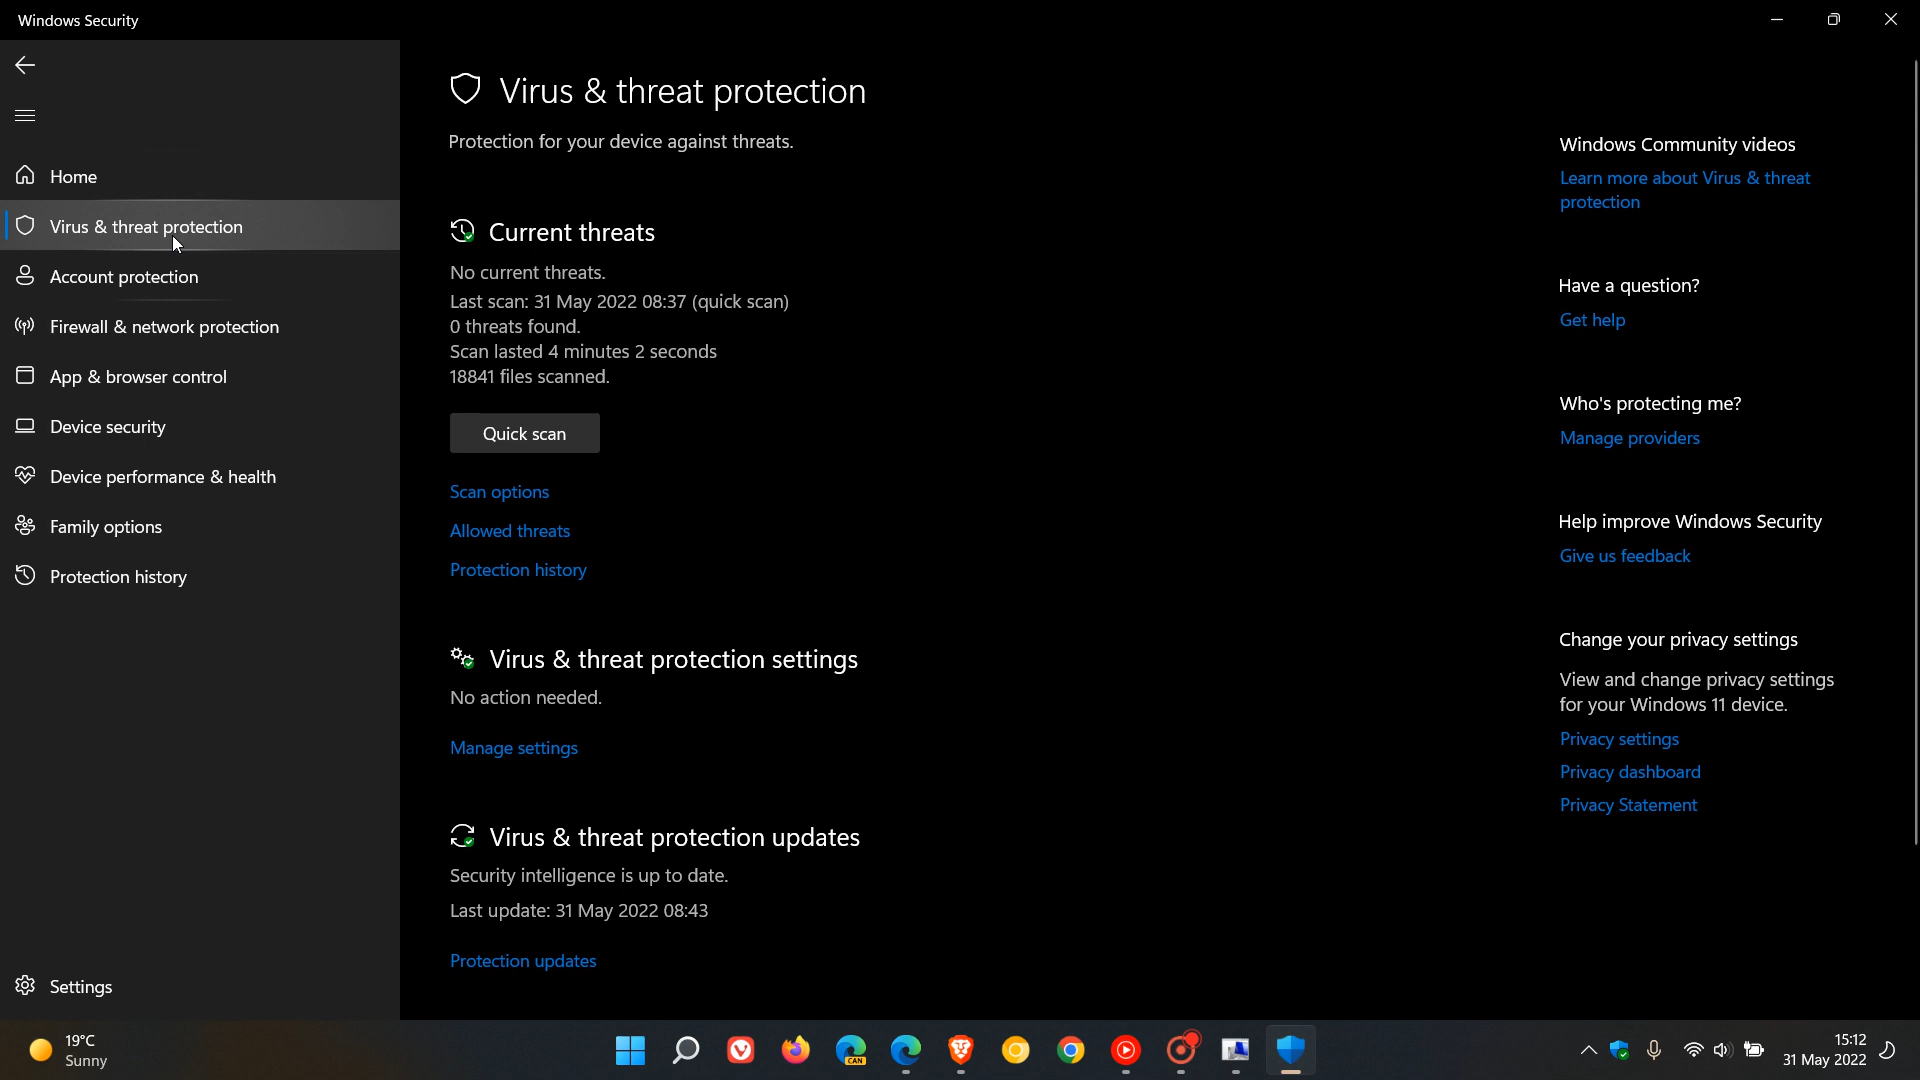 Windows Security
Home
Virus & threat protection
Account protection
Firewall & network protection
App & browser control
Device security
Device performance & health
Family options
Protection history
Settings
Virus & threat protection
Protection for your device against threats.
Current threats
No current threats.
Last scan: 31 May 2022 08:37 (quick scan)
0 threats found.
Scan lasted 4 minutes 2 seconds
18841 files scanned.
Quick scan
Scan options
Allowed threats
Protection history
Virus & threat protection settings
No action needed.
Manage settings
Virus & threat protection updates
Security intelligence is up to date.
Last update: 31 May 2022 08:43
Protection updates
Windows Community videos
Learn more about Virus & threat
protection
Have a question?
Get help
Who's protecting me?
Manage providers
Help improve Windows Security
Give us feedback
Change your privacy settings
View and change privacy settings
for your Windows 11 device.
Privacy settings
Privacy dashboard
Privacy Statement
19°C
Sunny
CAN
15:12
31 May 2022